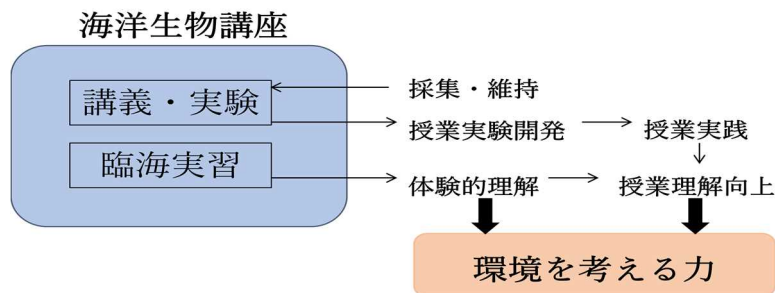 海洋生物講座
講義・実験
採集・維持
授業実験開発
授業実践
臨海実習
体験的理解
授業理解向上
環境を考える力